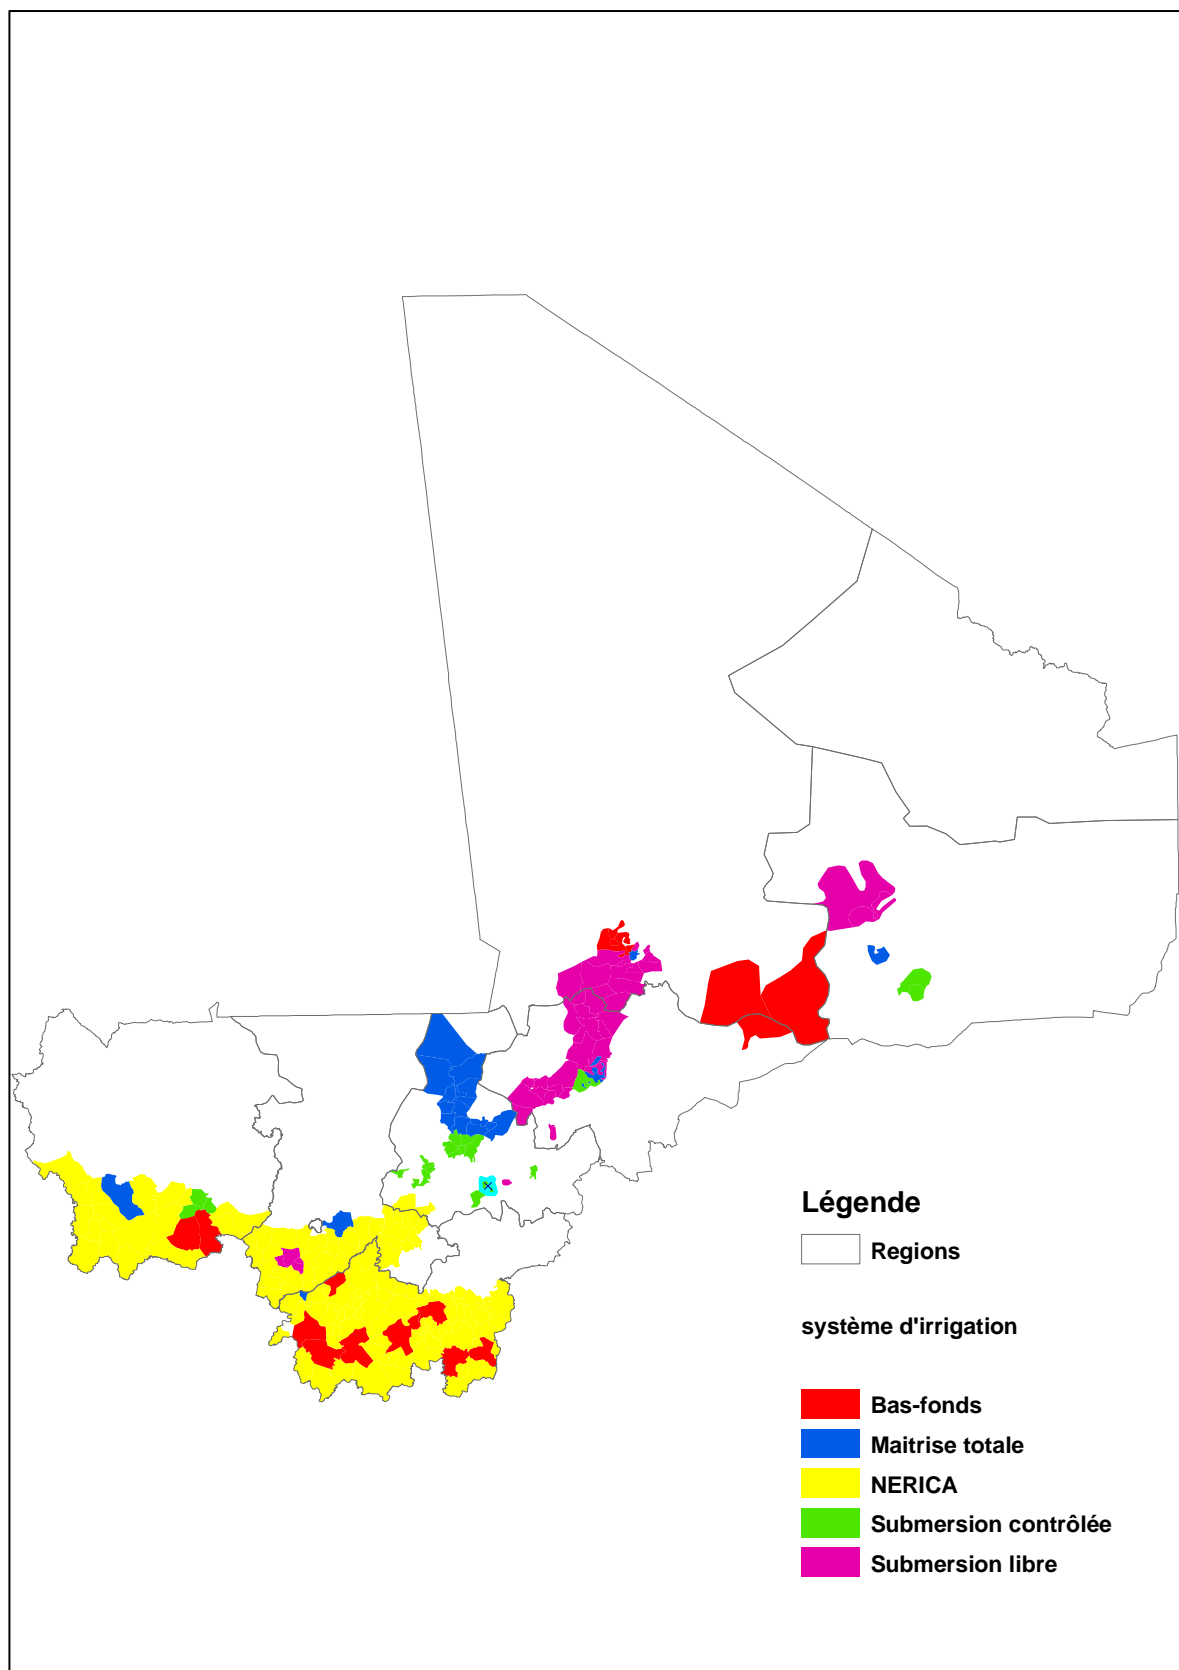 Légende
Regions
système d'irrigation
Bas-fonds
Maitrise totale
NERICA
Submersion contrôlée
Submersion libre